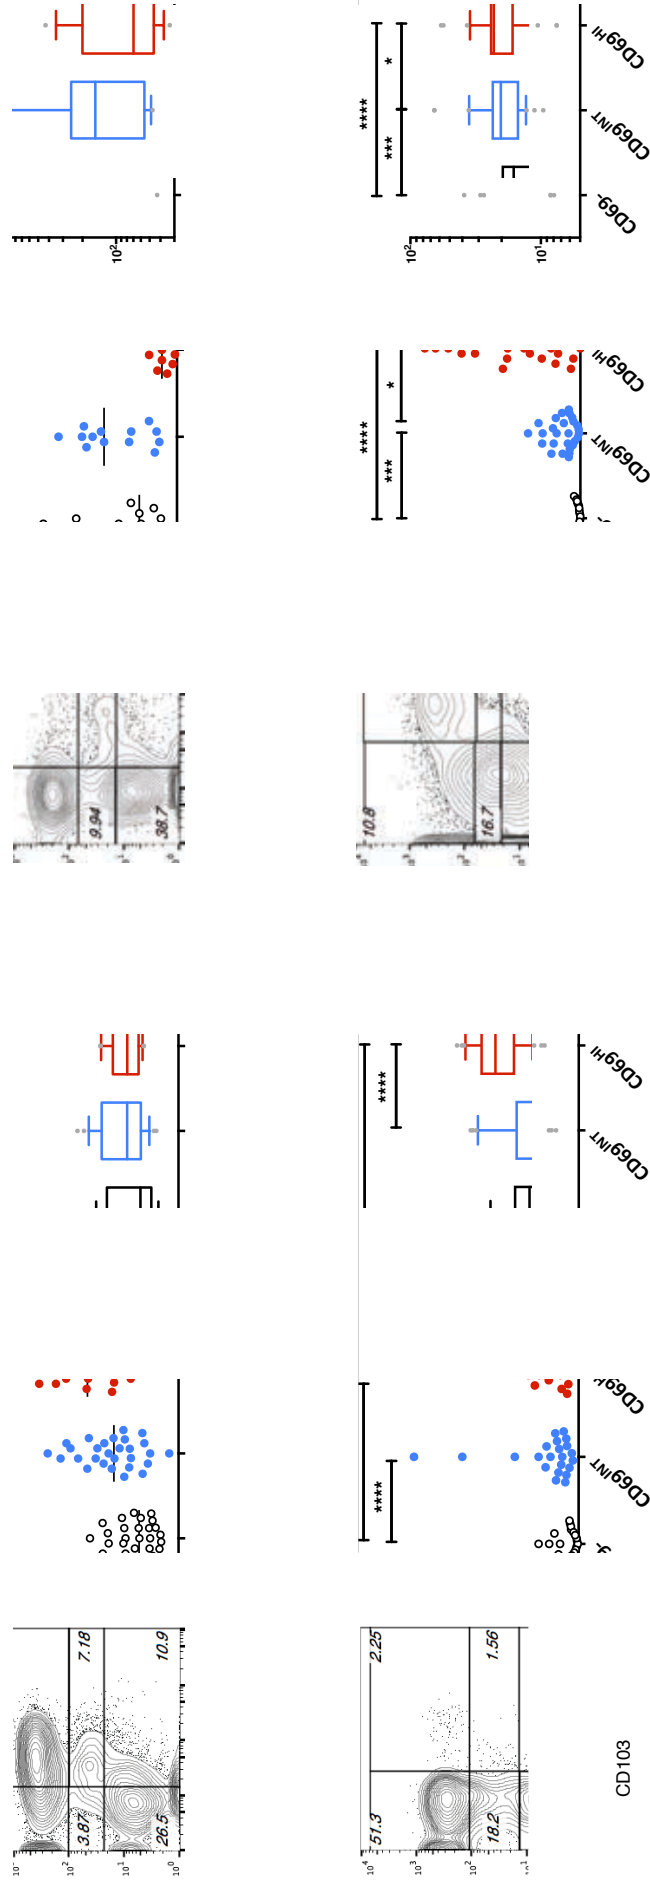 10²
****
*
***
10²
10¹
CD69ᴴᴵ
CD69ᴵᴺᵀ
CD69-
****
*
***
CD69ᴴᴵ
CD69ᴵᴺᵀ
9.94
38.7
10.8
16.7
****
CD69ᴴᴵ
CD69ᴵᴺᵀ
****
CD69ᴴᴵ
CD69ᴵᴺᵀ
7.18
10.9
3.87
26.5
10²
10¹
10⁰
2.25
1.56
51.3
18.2
10⁴
10³
10²
CD103